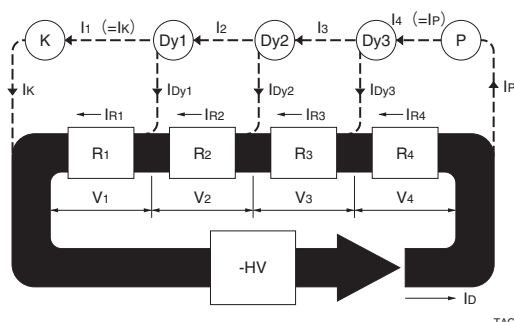 K I1 (=IK) Dy1 I2 Dy2 I3 Dy3 I4 (=IP) P
IK IDy1 IDy2 IDy3 IP
IR1 IR2 IR3 IR4
R1 R2 R3 R4
V1 V2 V3 V4
-HV
ID